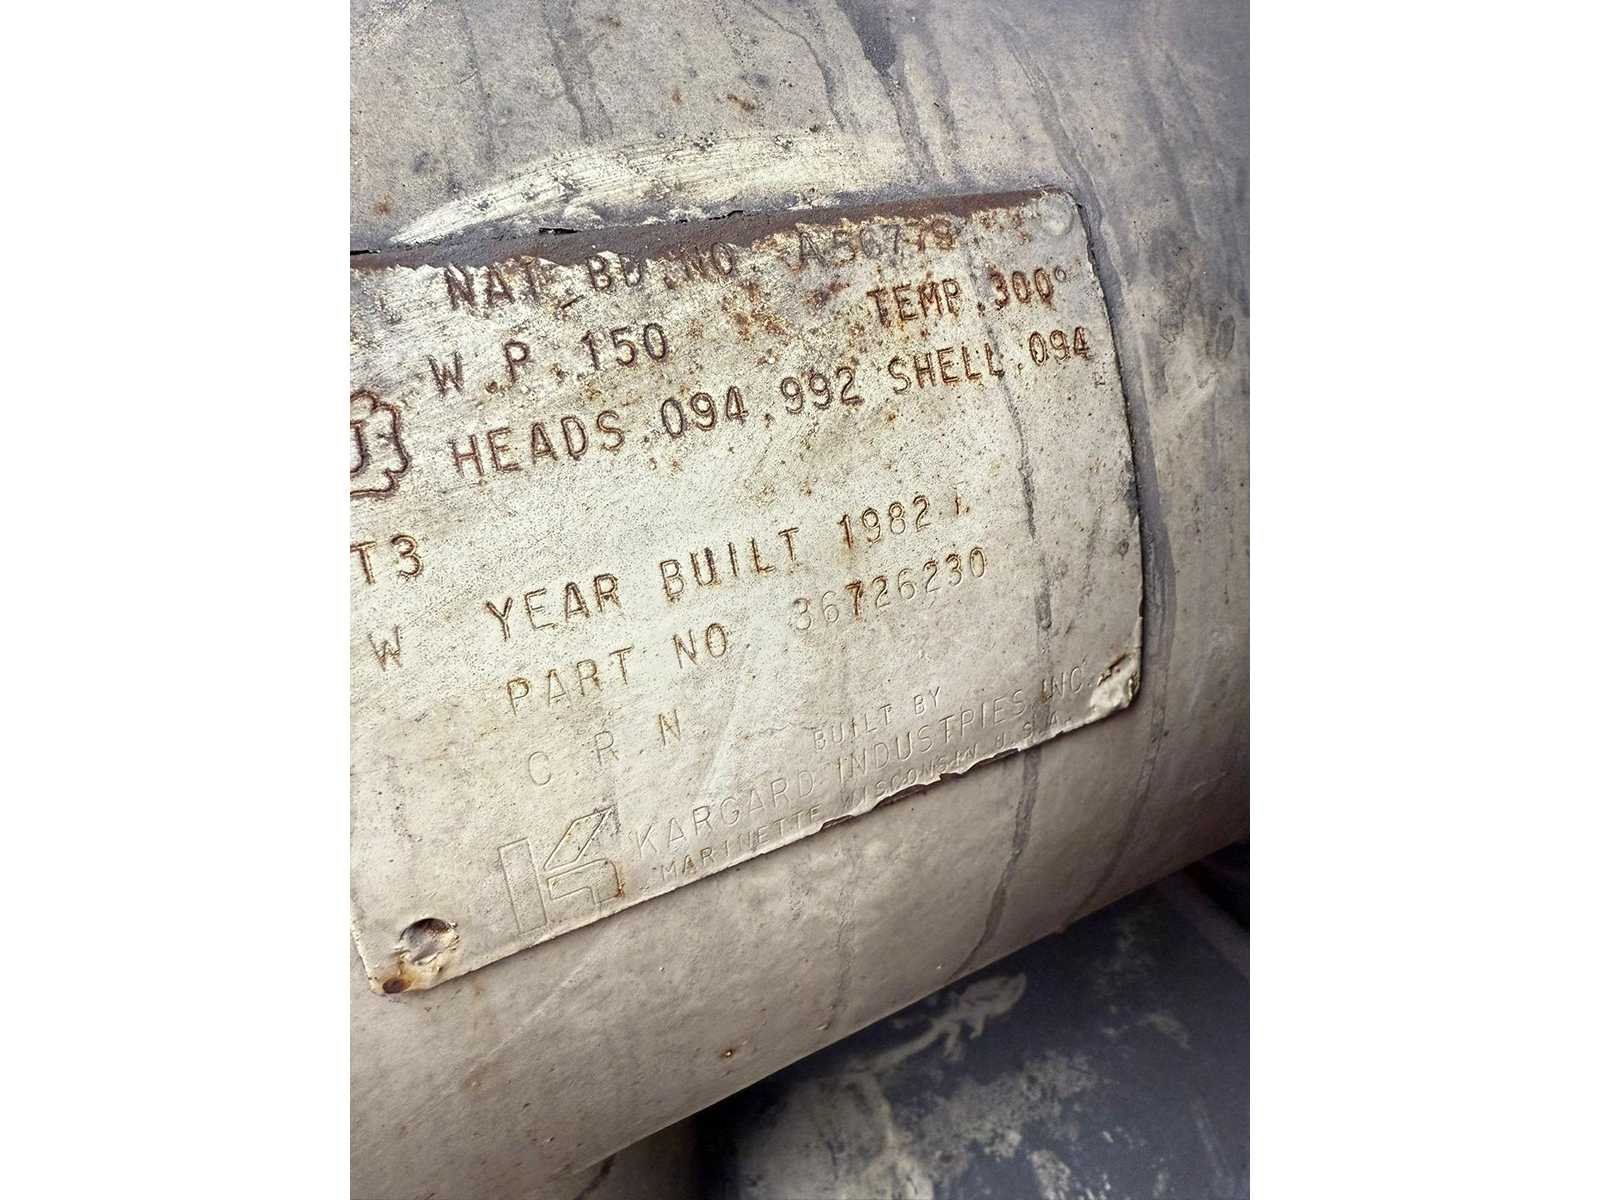 NAT. BD. NO. A56779
W.P. 150 TEMP. 300°
U HEADS .094 .992 SHELL .094
T3
YEAR BUILT 1982
W
PART NO 36726230
C R N
BUILT BY
KARGARD INDUSTRIES INC.
MARINETTE WISCONSIN U.S.A.